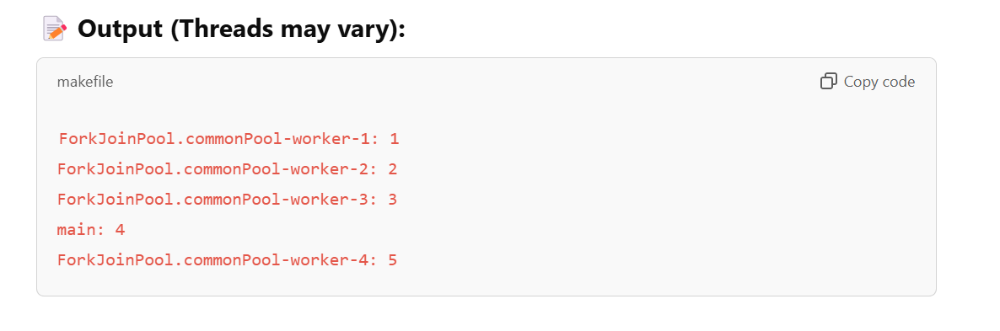 📝 Output (Threads may vary):
makefile
Copy code
ForkJoinPool.commonPool-worker-1: 1
ForkJoinPool.commonPool-worker-2: 2
ForkJoinPool.commonPool-worker-3: 3
main: 4
ForkJoinPool.commonPool-worker-4: 5